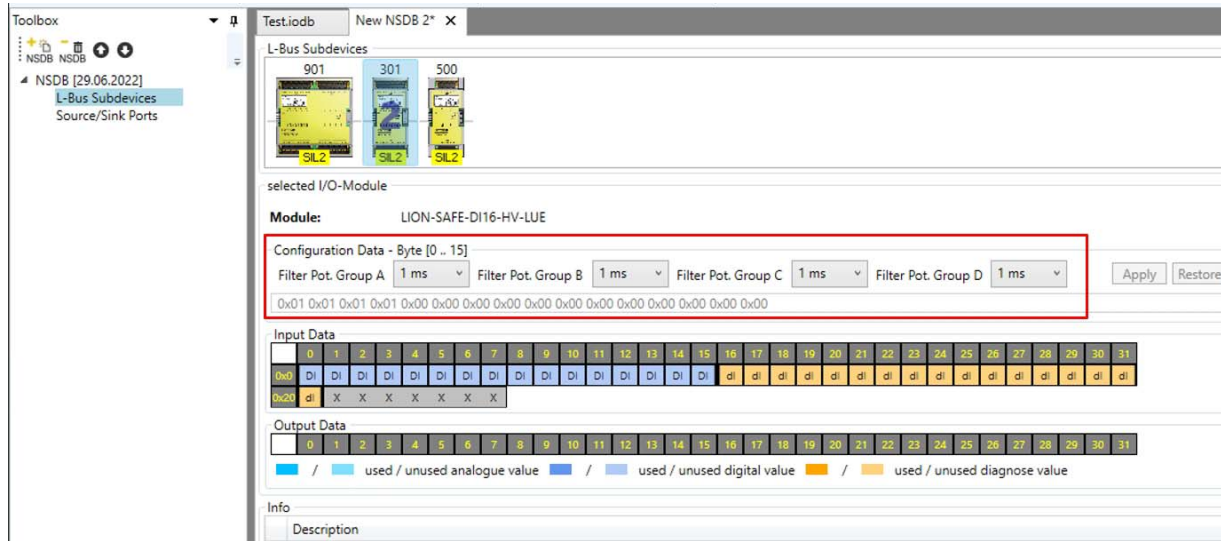 Toolbox
Test.iodb
New NSDB 2*
NSDB NSDB
NSDB [29.06.2022]
L-Bus Subdevices
Source/Sink Ports
L-Bus Subdevices
901 301 500
2
SIL2 SIL2 SIL2
selected I/O-Module
Module: LION-SAFE-DI16-HV-LUE
Configuration Data - Byte [0 .. 15]
Filter Pot. Group A 1 ms Filter Pot. Group B 1 ms Filter Pot. Group C 1 ms Filter Pot. Group D 1 ms Apply Restore
0x01 0x01 0x01 0x01 0x00 0x00 0x00 0x00 0x00 0x00 0x00 0x00 0x00 0x00 0x00 0x00
Input Data
0 1 2 3 4 5 6 7 8 9 10 11 12 13 14 15 16 17 18 19 20 21 22 23 24 25 26 27 28 29 30 31
0x0 DI DI DI DI DI DI DI DI DI DI DI DI DI DI DI DI dI dI dI dI dI dI dI dI dI dI dI dI dI dI dI dI
0x20 dI X X X X X X X
Output Data
0 1 2 3 4 5 6 7 8 9 10 11 12 13 14 15 16 17 18 19 20 21 22 23 24 25 26 27 28 29 30 31
/ used / unused analogue value / used / unused digital value / used / unused diagnose value
Info
Description